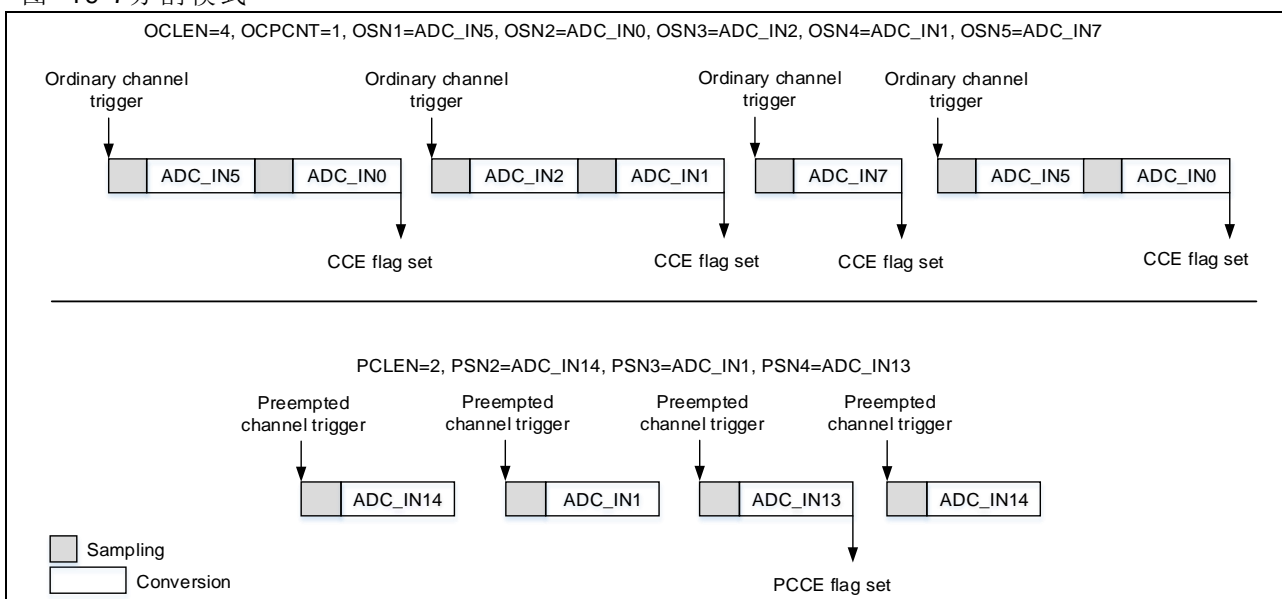 OCLEN=4, OCPCNT=1, OSN1=ADC_IN5, OSN2=ADC_IN0, OSN3=ADC_IN2, OSN4=ADC_IN1, OSN5=ADC_IN7
Ordinary channel trigger
Ordinary channel trigger
Ordinary channel trigger
Ordinary channel trigger
ADC_IN5
ADC_IN0
ADC_IN2
ADC_IN1
ADC_IN7
ADC_IN5
ADC_IN0
CCE flag set
CCE flag set
CCE flag set
CCE flag set
PCLEN=2, PSN2=ADC_IN14, PSN3=ADC_IN1, PSN4=ADC_IN13
Preempted channel trigger
Preempted channel trigger
Preempted channel trigger
Preempted channel trigger
ADC_IN14
ADC_IN1
ADC_IN13
ADC_IN14
Sampling
Conversion
PCCE flag set